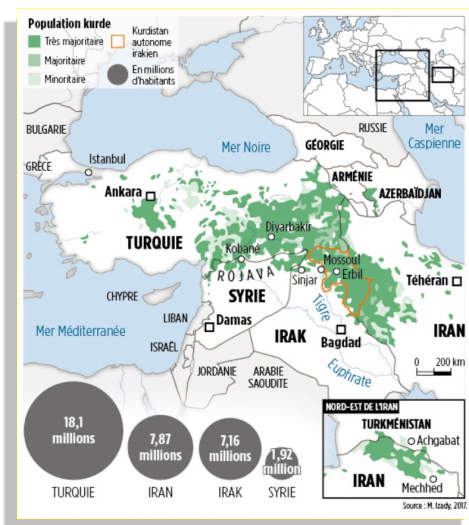 Population kurde
Très majoritaire
Majoritaire
Minoritaire
Kurdistan
autonome
irakien
En millions
d'habitants
BULGARIE
RUSSIE
Mer
Caspienne
Mer Noire
GÉORGIE
GRÈCE
Istanbul
ARMÉNIE
Ankara
AZERBAÏDJAN
TURQUIE
Diyarbakir
Kobané
ROJAVA
Mossoul
Erbil
Sinjar
Téhéran
CHYPRE
SYRIE
Tigre
LIBAN
Damas
IRAN
Mer Méditerranée
ISRAËL
IRAK
Bagdad
JORDANIE
ARABIE
SAOUDITE
Euphrate
0 200 km
NORD-EST DE L'IRAN
TURKMÉNISTAN
Achgabat
IRAN
Mechhed
18,1
millions
7,87
millions
7,16
millions
1,92
million
TURQUIE
IRAN
IRAK
SYRIE
Source : M. Izady, 2017.